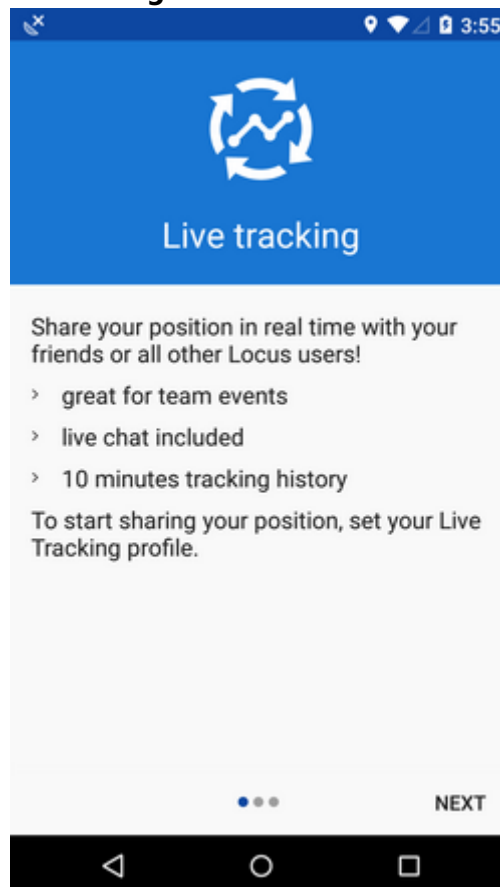 3:55
Live tracking
Share your position in real time with your
friends or all other Locus users!
> great for team events
> live chat included
> 10 minutes tracking history
To start sharing your position, set your Live
Tracking profile.
NEXT